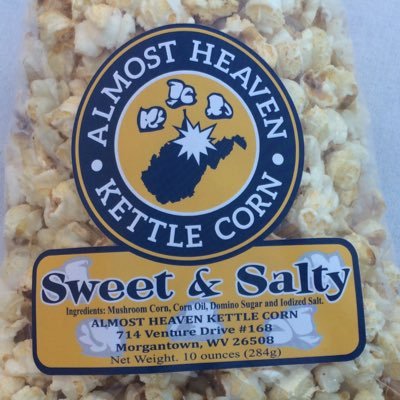 • ALMOST HEAVEN •
KETTLE CORN
Sweet & Salty
Ingredients: Mushroom Corn, Corn Oil, Domino Sugar and Iodized Salt.
ALMOST HEAVEN KETTLE CORN
714 Venture Drive #168
Morgantown, WV 26508
Net Weight. 10 ounces (284g)